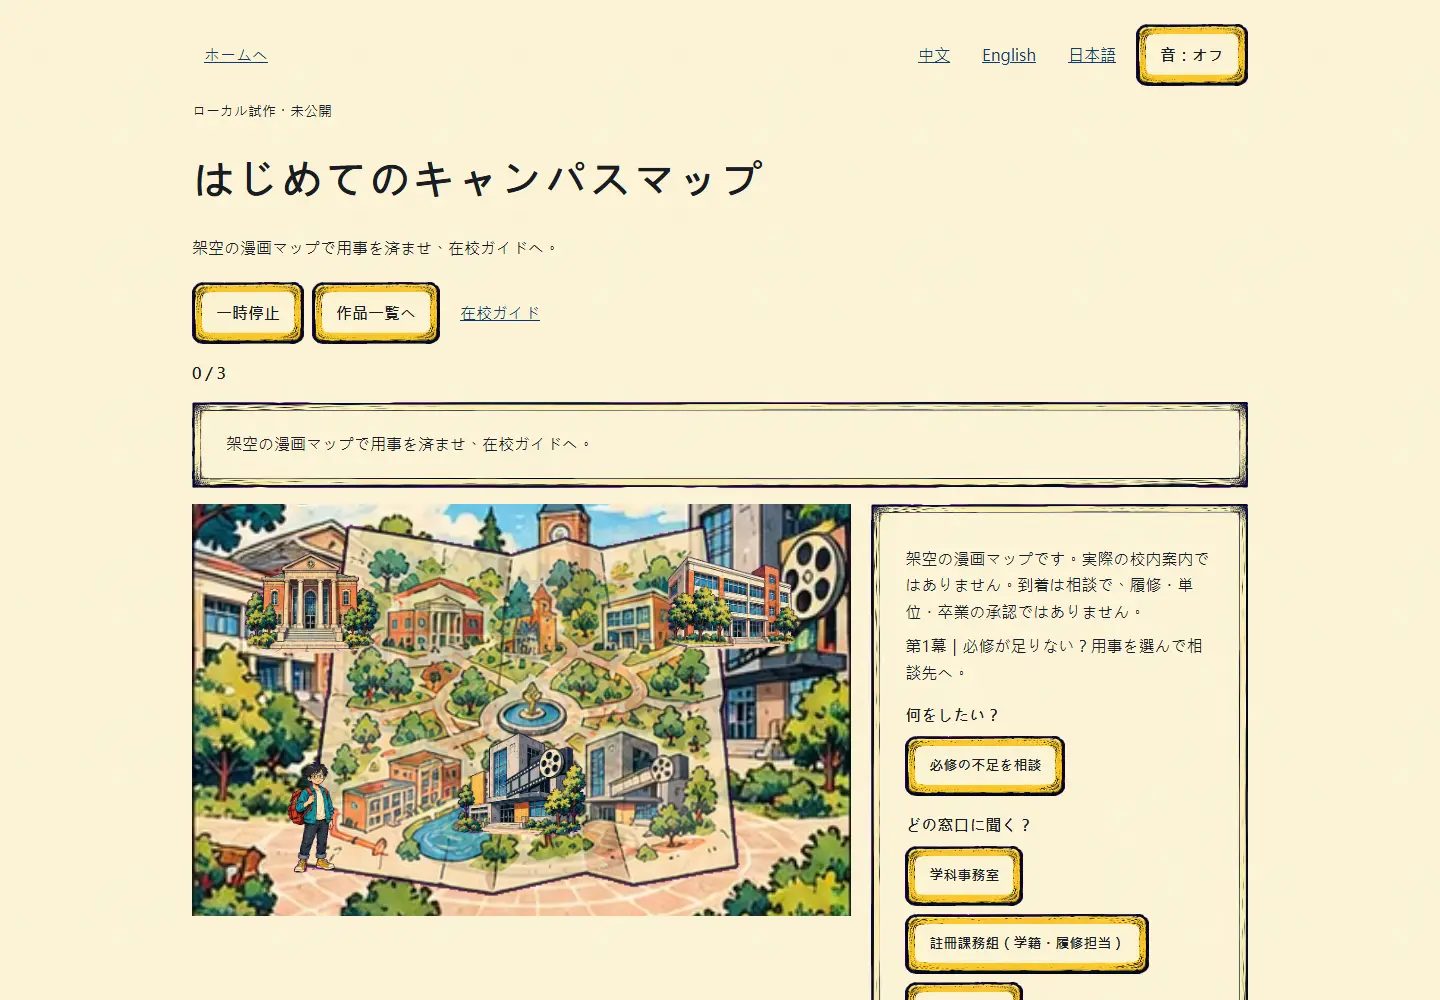 ホームへ
中文 English 日本語 音：オフ
ローカル試作・未公開
はじめてのキャンパスマップ
架空の漫画マップで用事を済ませ、在校ガイドへ。
一時停止 作品一覧へ 在校ガイド
0 / 3
架空の漫画マップで用事を済ませ、在校ガイドへ。
架空の漫画マップです。実際の校内案内で
はありません。到着は相談で、履修・単
位・卒業の承認ではありません。
第1幕｜必修が足りない？用事を選んで相
談先へ。
何をしたい？
必修の不足を相談
どの窓口に聞く？
学科事務室
註冊課務組（学籍・履修担当）